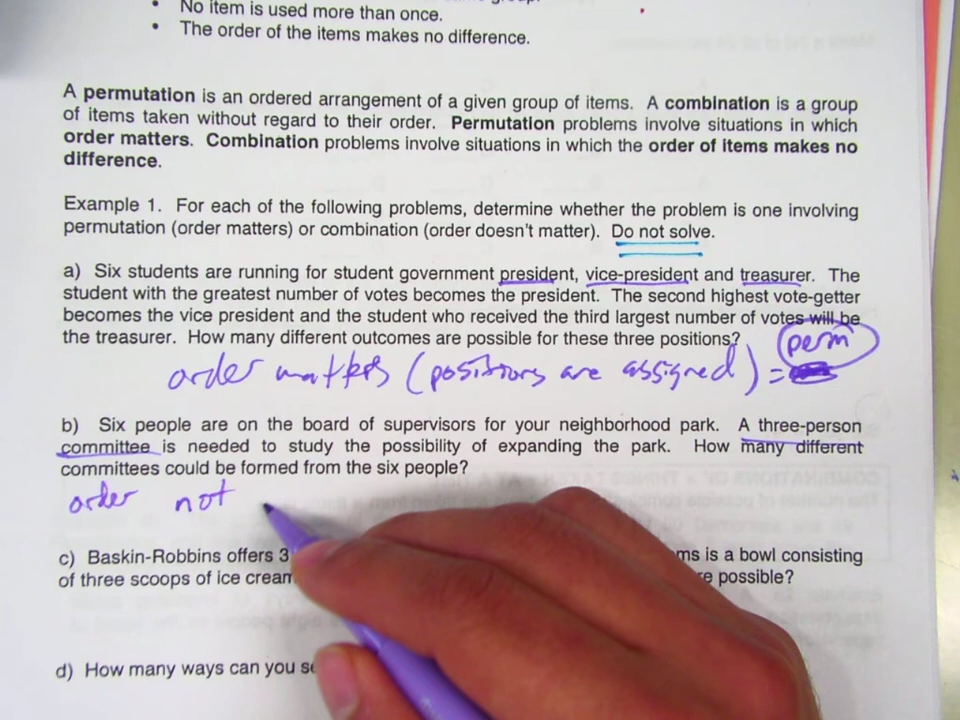 • No item is used more than once.
• The order of the items makes no difference.
A permutation is an ordered arrangement of a given group of items. A combination is a group
of items taken without regard to their order. Permutation problems involve situations in which
order matters. Combination problems involve situations in which the order of items makes no
difference.
Example 1. For each of the following problems, determine whether the problem is one involving
permutation (order matters) or combination (order doesn't matter). Do not solve.
a) Six students are running for student government president, vice-president and treasurer. The
student with the greatest number of votes becomes the president. The second highest vote-getter
becomes the vice president and the student who received the third largest number of votes will be
the treasurer. How many different outcomes are possible for these three positions?
order matters (positions are assigned) = perm
b) Six people are on the board of supervisors for your neighborhood park. A three-person
committee is needed to study the possibility of expanding the park. How many different
committees could be formed from the six people?
order not
c) Baskin-Robbins offers 3 ms is a bowl consisting
of three scoops of ice cream possible?
d) How many ways can you